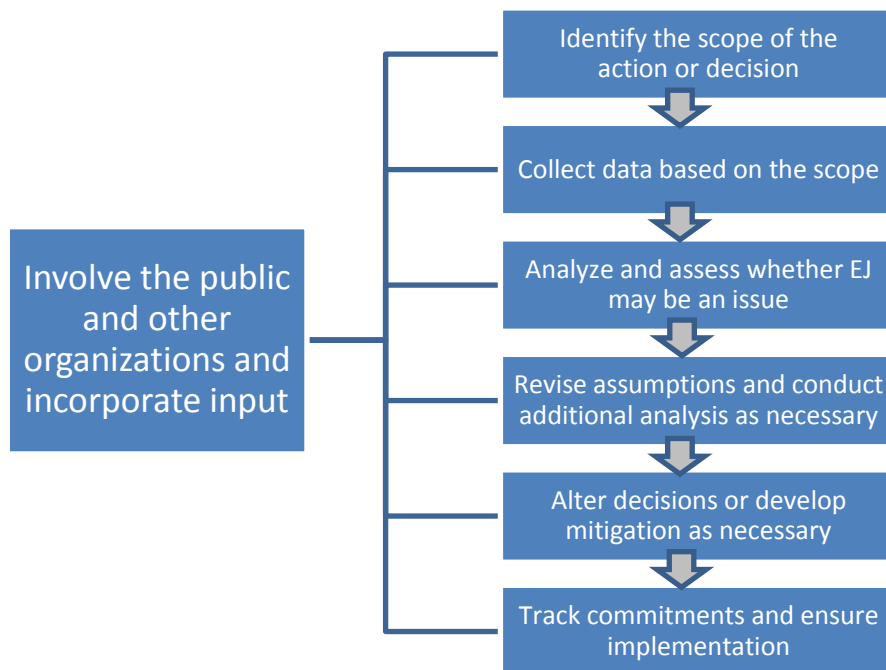 Involve the public
and other
organizations and
incorporate input
Identify the scope of the
action or decision
Collect data based on the scope
Analyze and assess whether EJ
may be an issue
Revise assumptions and conduct
additional analysis as necessary
Alter decisions or develop
mitigation as necessary
Track commitments and ensure
implementation